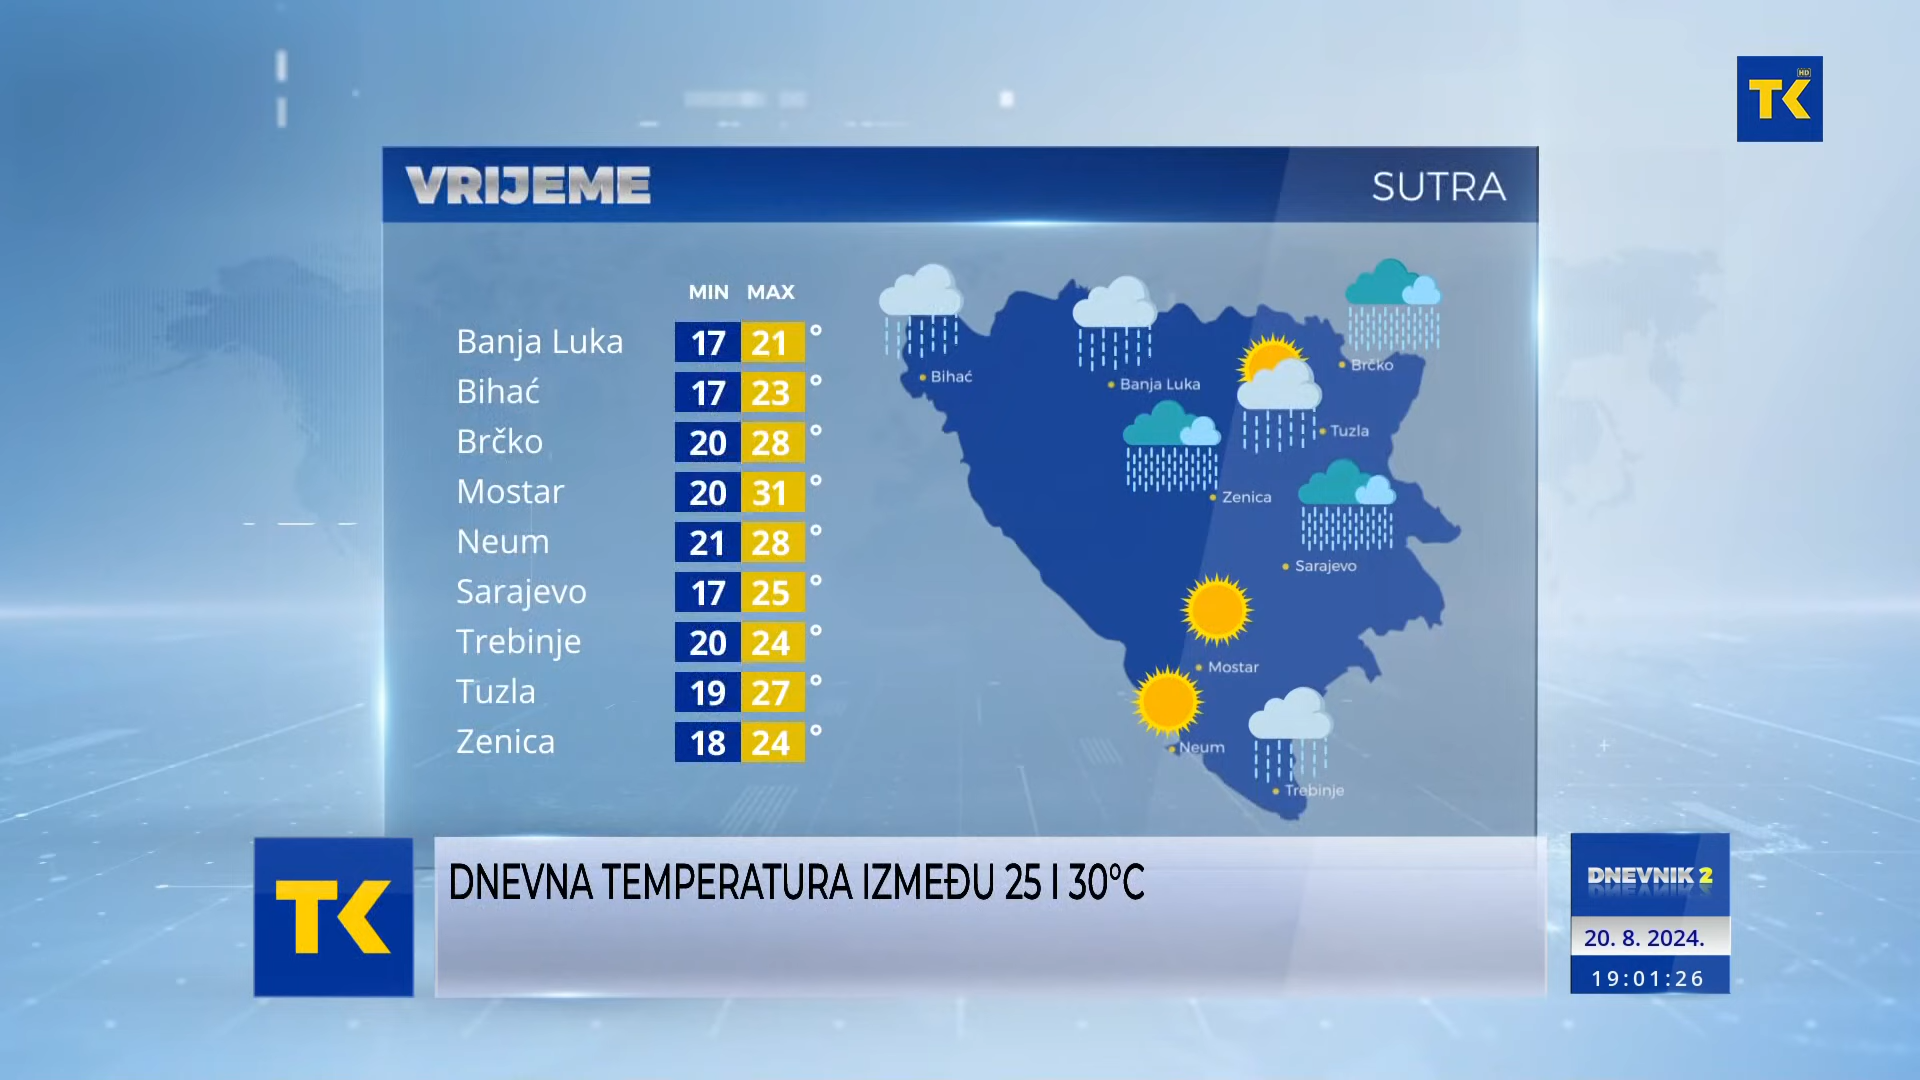 TK HD
VRIJEME
SUTRA
MIN MAX
Banja Luka 17 21 °
Bihać 17 23 °
Brčko 20 28 °
Mostar 20 31 °
Neum 21 28 °
Sarajevo 17 25 °
Trebinje 20 24 °
Tuzla 19 27 °
Zenica 18 24 °
Bihać
Banja Luka
Brčko
Tuzla
Zenica
Sarajevo
Mostar
Neum
Trebinje
TK
DNEVNA TEMPERATURA IZMEĐU 25 I 30°C
DNEVNIK 2
20. 8. 2024.
19:01:26